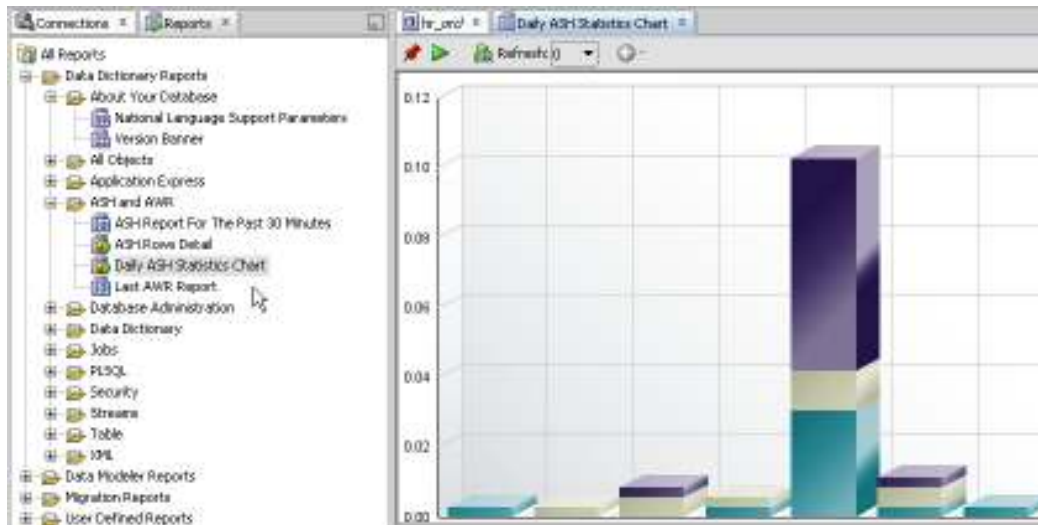 Connections
Reports
All Reports
Data Dictionary Reports
About Your Database
National Language Support Parameters
Version Banner
All Objects
Application Express
ASH and AWR
ASH Report For The Past 30 Minutes
ASH Rows Detail
Daily ASH Statistics Chart
Last AWR Report
Database Administration
Data Dictionary
Jobs
PLSQL
Security
Streams
Table
XML
Data Modeler Reports
Migration Reports
User Defined Reports
Daily ASH Statistics Chart
Refresh: 0
0.12
0.10
0.08
0.06
0.04
0.02
0.00